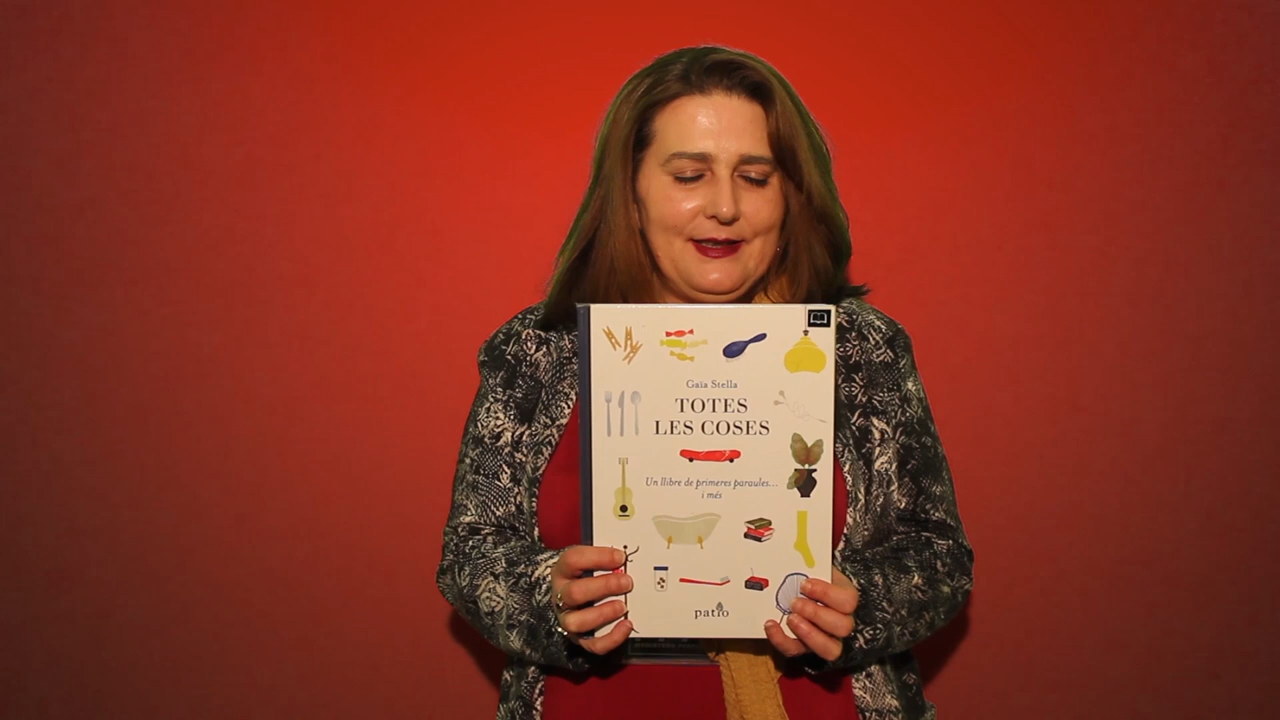 Gaïa Stella
TOTES
LES COSES
Un llibre de primeres paraules...
i més
patio